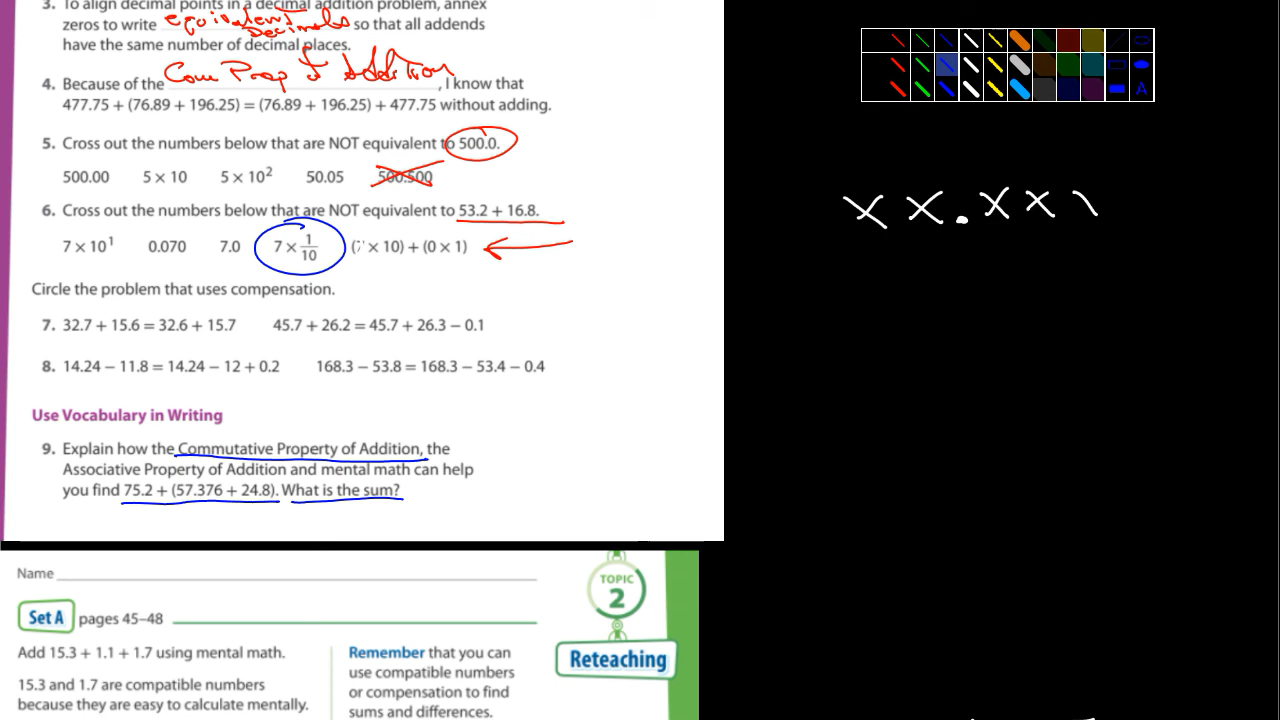 3. To align decimal points in a decimal addition problem, annex
zeros to write equivalent Decimals so that all addends
have the same number of decimal places.
Com Prop of Addition
4. Because of the , I know that
477.75 + (76.89 + 196.25) = (76.89 + 196.25) + 477.75 without adding.
5. Cross out the numbers below that are NOT equivalent to 500.0.
500.00 5 × 10 5 × 10² 50.05 500.500
6. Cross out the numbers below that are NOT equivalent to 53.2 + 16.8.
7 × 10¹ 0.070 7.0 7 × 1/10 (7 × 10) + (0 × 1)
Circle the problem that uses compensation.
7. 32.7 + 15.6 = 32.6 + 15.7 45.7 + 26.2 = 45.7 + 26.3 − 0.1
8. 14.24 − 11.8 = 14.24 − 12 + 0.2 168.3 − 53.8 = 168.3 − 53.4 − 0.4
Use Vocabulary in Writing
9. Explain how the Commutative Property of Addition, the
Associative Property of Addition and mental math can help
you find 75.2 + (57.376 + 24.8). What is the sum?
Name
TOPIC
2
Set A pages 45–48
Reteaching
Add 15.3 + 1.1 + 1.7 using mental math.
15.3 and 1.7 are compatible numbers
because they are easy to calculate mentally.
Remember that you can
use compatible numbers
or compensation to find
sums and differences.
A
x x . x x